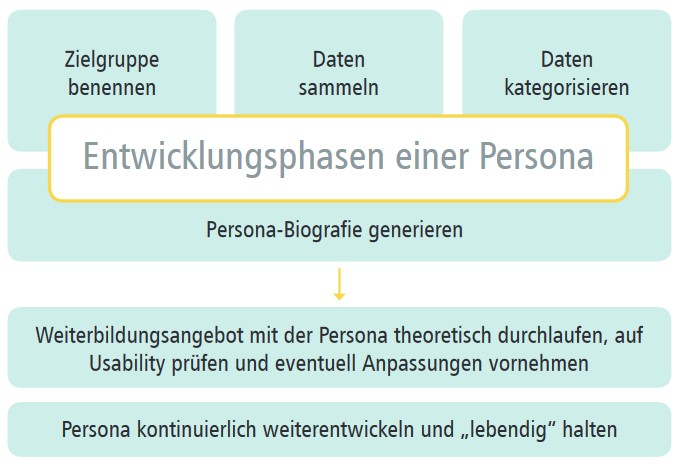 Zielgruppe
benennen
Daten
sammeln
Daten
kategorisieren
Entwicklungsphasen einer Persona
Persona-Biografie generieren
Weiterbildungsangebot mit der Persona theoretisch durchlaufen, auf
Usability prüfen und eventuell Anpassungen vornehmen
Persona kontinuierlich weiterentwickeln und „lebendig“ halten